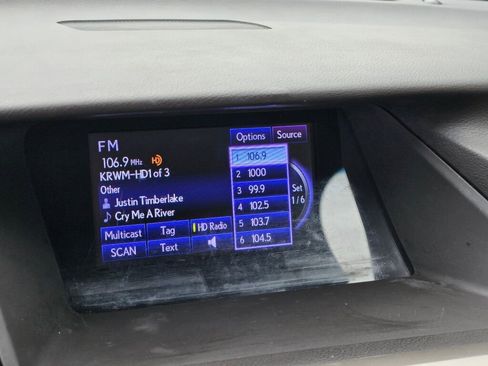 FM
Options
Source
106.9 MHz
KRWM-HD1 of 3
Other
Justin Timberlake
Cry Me A River
1 106.9
2 1000
3 99.9
4 102.5
5 103.7
6 104.5
Set
1/6
Multicast
Tag
HD Radio
SCAN
Text